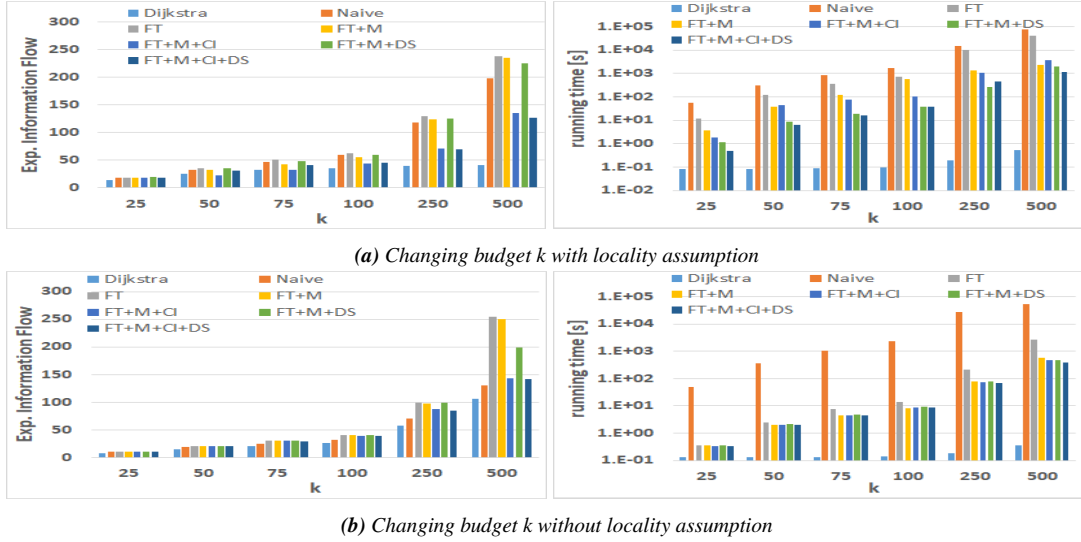 Dijkstra Naive
FT FT+M
FT+M+CI FT+M+DS
FT+M+CI+DS
Exp. Information Flow
300
250
200
150
100
50
0
25 50 75 100 250 500
k
Dijkstra Naive FT
FT+M FT+M+CI FT+M+DS
FT+M+CI+DS
running time [s]
1.E+05
1.E+04
1.E+03
1.E+02
1.E+01
1.E+00
1.E-01
1.E-02
25 50 75 100 250 500
k
(a) Changing budget k with locality assumption
Dijkstra Naive
FT FT+M
FT+M+CI FT+M+DS
FT+M+CI+DS
Exp. Information Flow
300
250
200
150
100
50
0
25 50 75 100 250 500
k
Dijkstra Naive FT
FT+M FT+M+CI FT+M+DS
FT+M+CI+DS
running time [s]
1.E+05
1.E+04
1.E+03
1.E+02
1.E+01
1.E+00
1.E-01
25 50 75 100 250 500
k
(b) Changing budget k without locality assumption